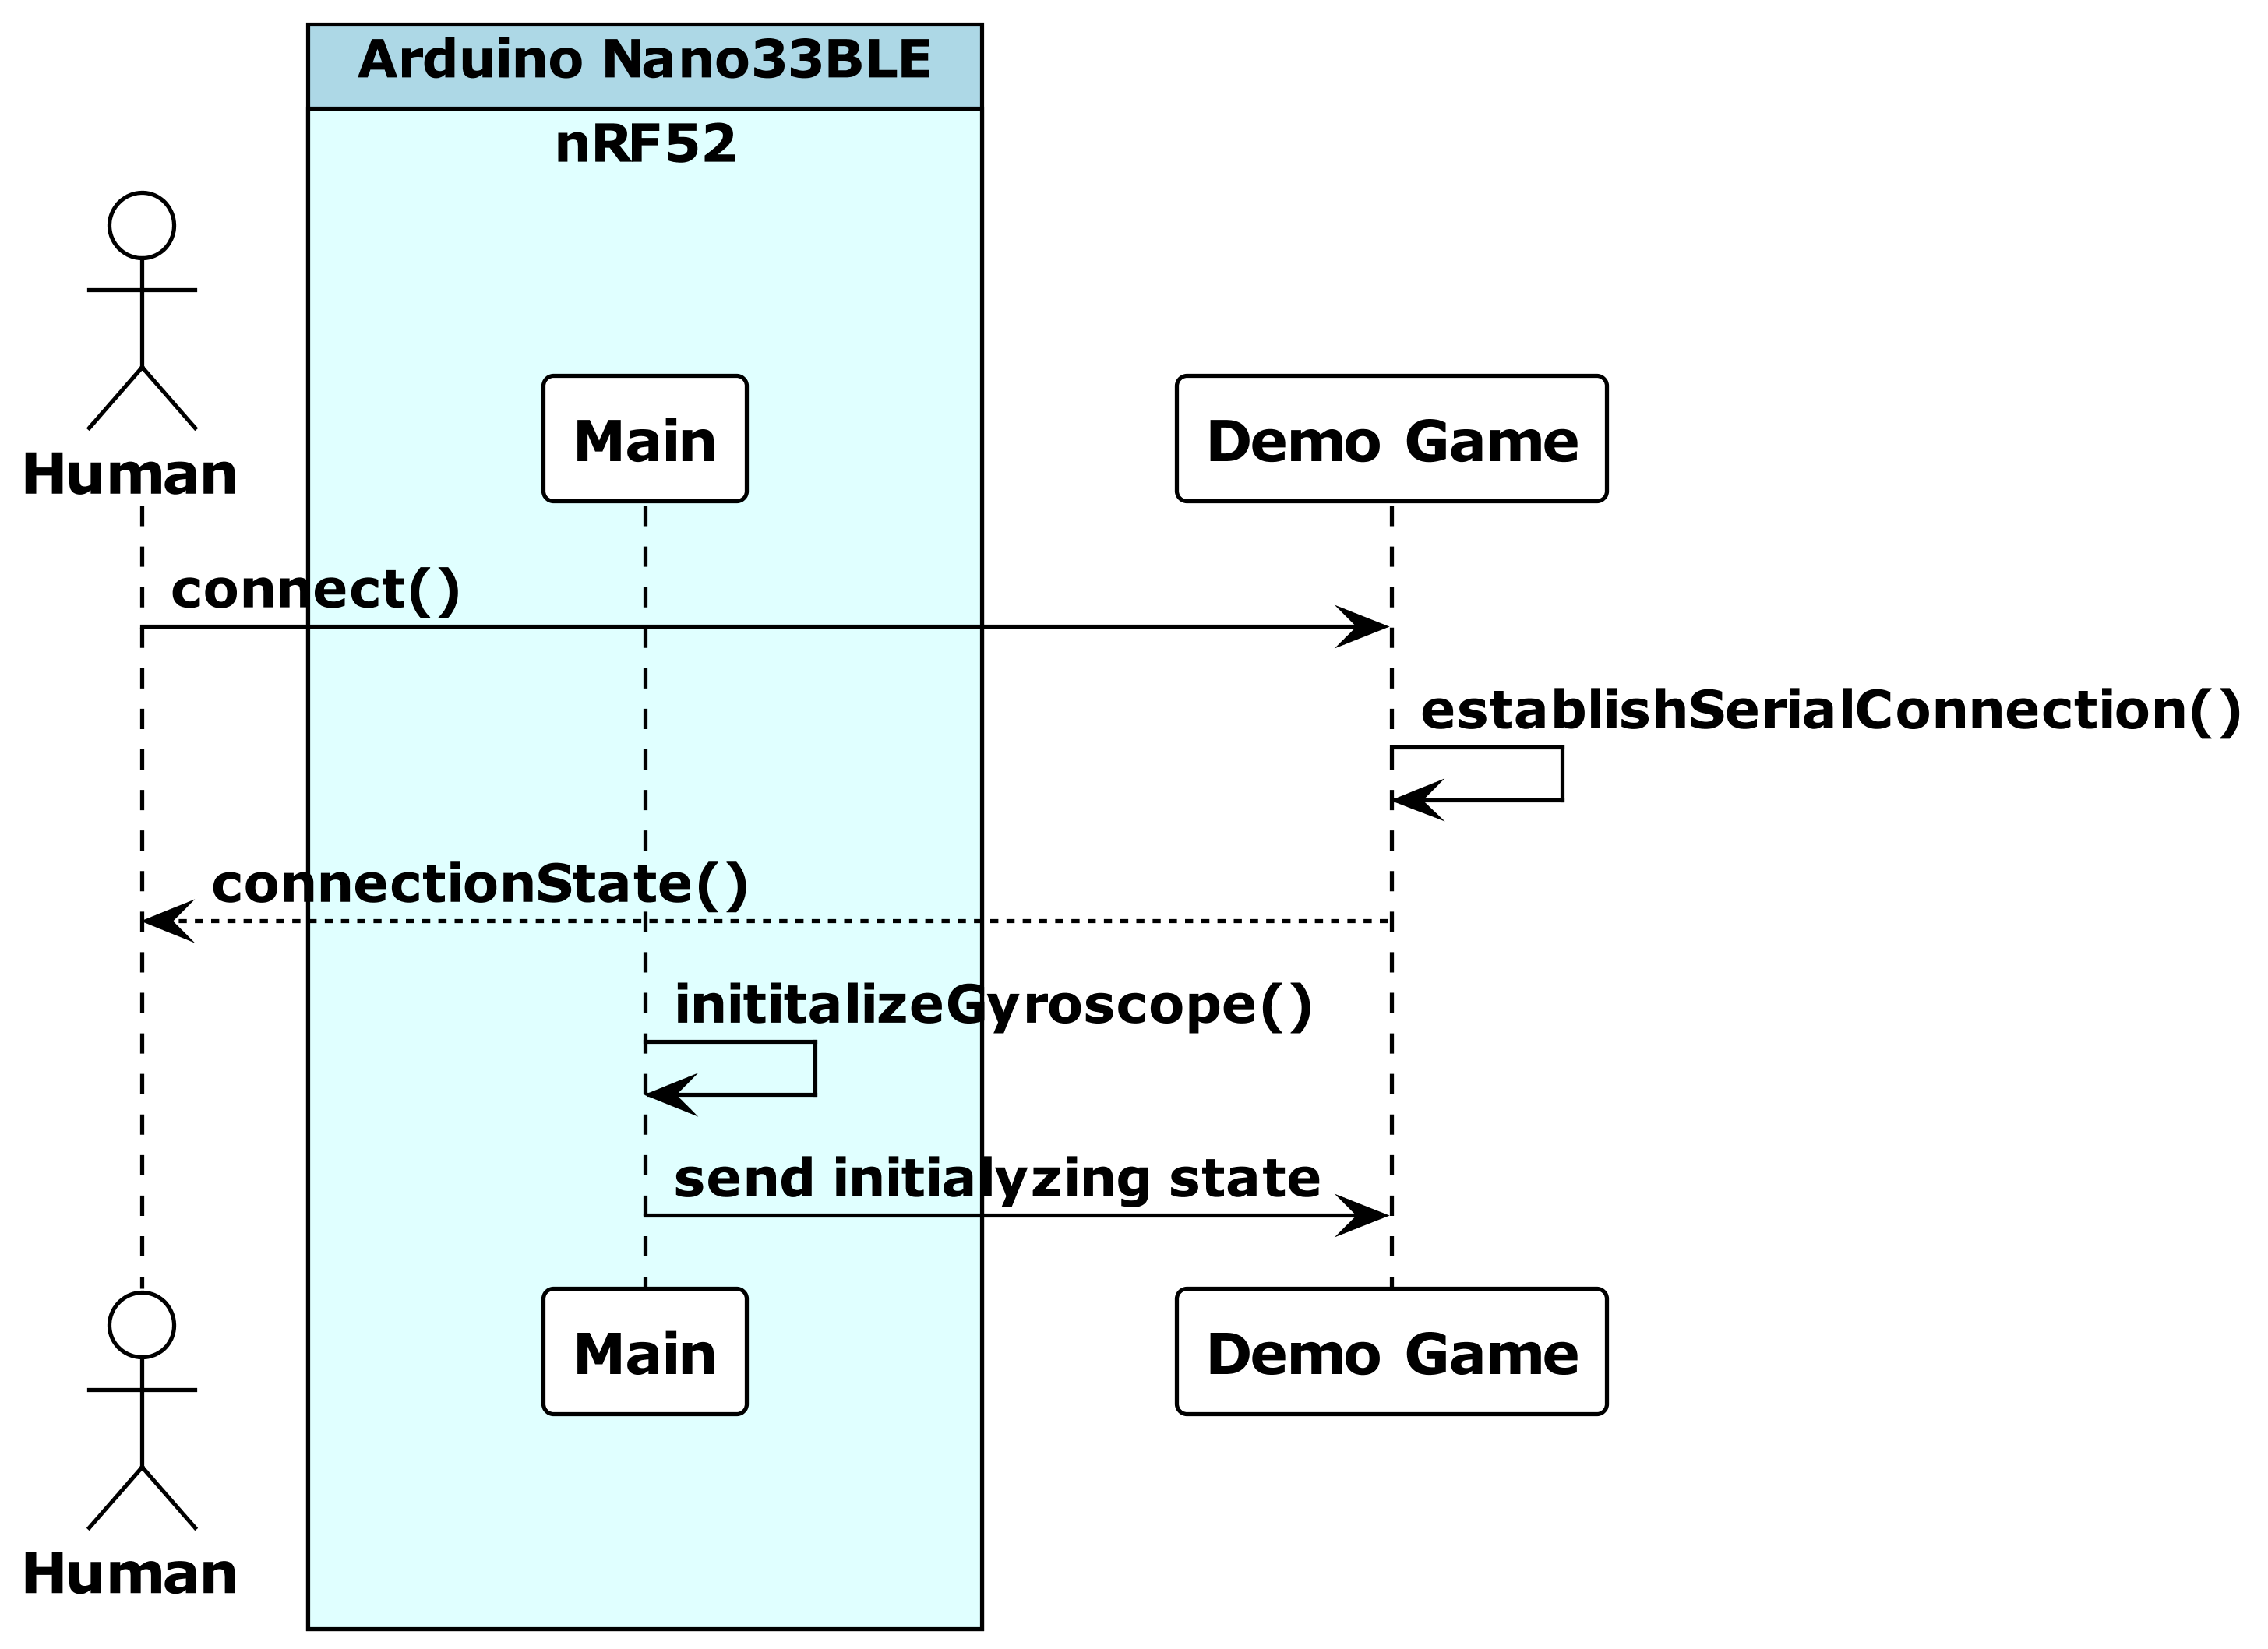 Arduino Nano33BLE
nRF52
Human
Main
Demo Game
connect()
establishSerialConnection()
connectionState()
inititalizeGyroscope()
send initialyzing state
Main
Demo Game
Human